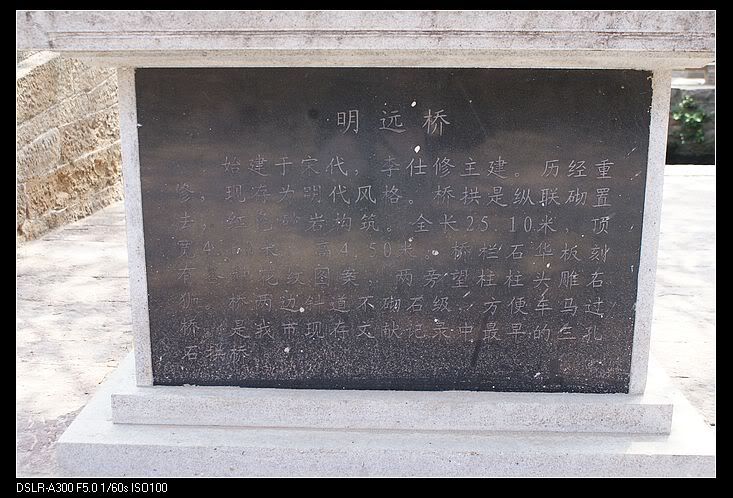 明远桥
始建于宋代，李仕修主建。历经重
修，现存为明代风格。桥拱是纵联砌置
法，红色砂岩沟筑。全长25.10米，顶
宽4. 米，高4.50米。桥栏石华板刻
有 种花纹图案，两旁望柱柱头雕石
狮。桥两边斜道不砌石级，方便车马过
桥。是我市现存文献记录中最早的三孔
石拱桥。
DSLR-A300 F5.0 1/60s ISO100